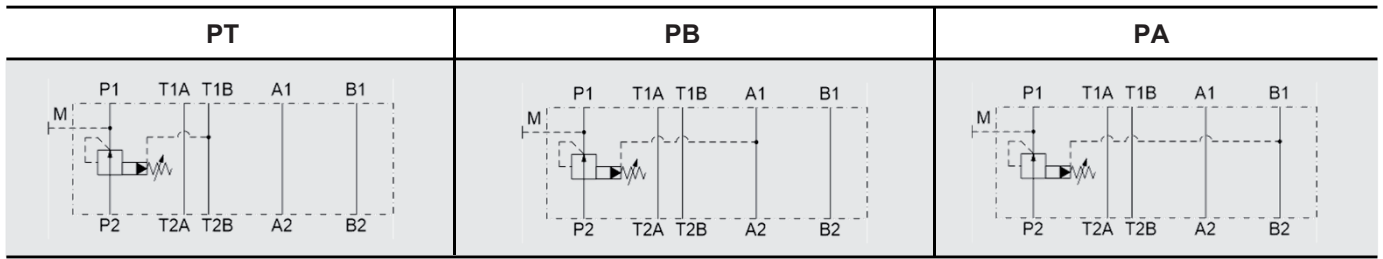 PT PB PA
P1 T1A T1B A1 B1
M
P2 T2A T2B A2 B2
P1 T1A T1B A1 B1
M
P2 T2A T2B A2 B2
P1 T1A T1B A1 B1
M
P2 T2A T2B A2 B2